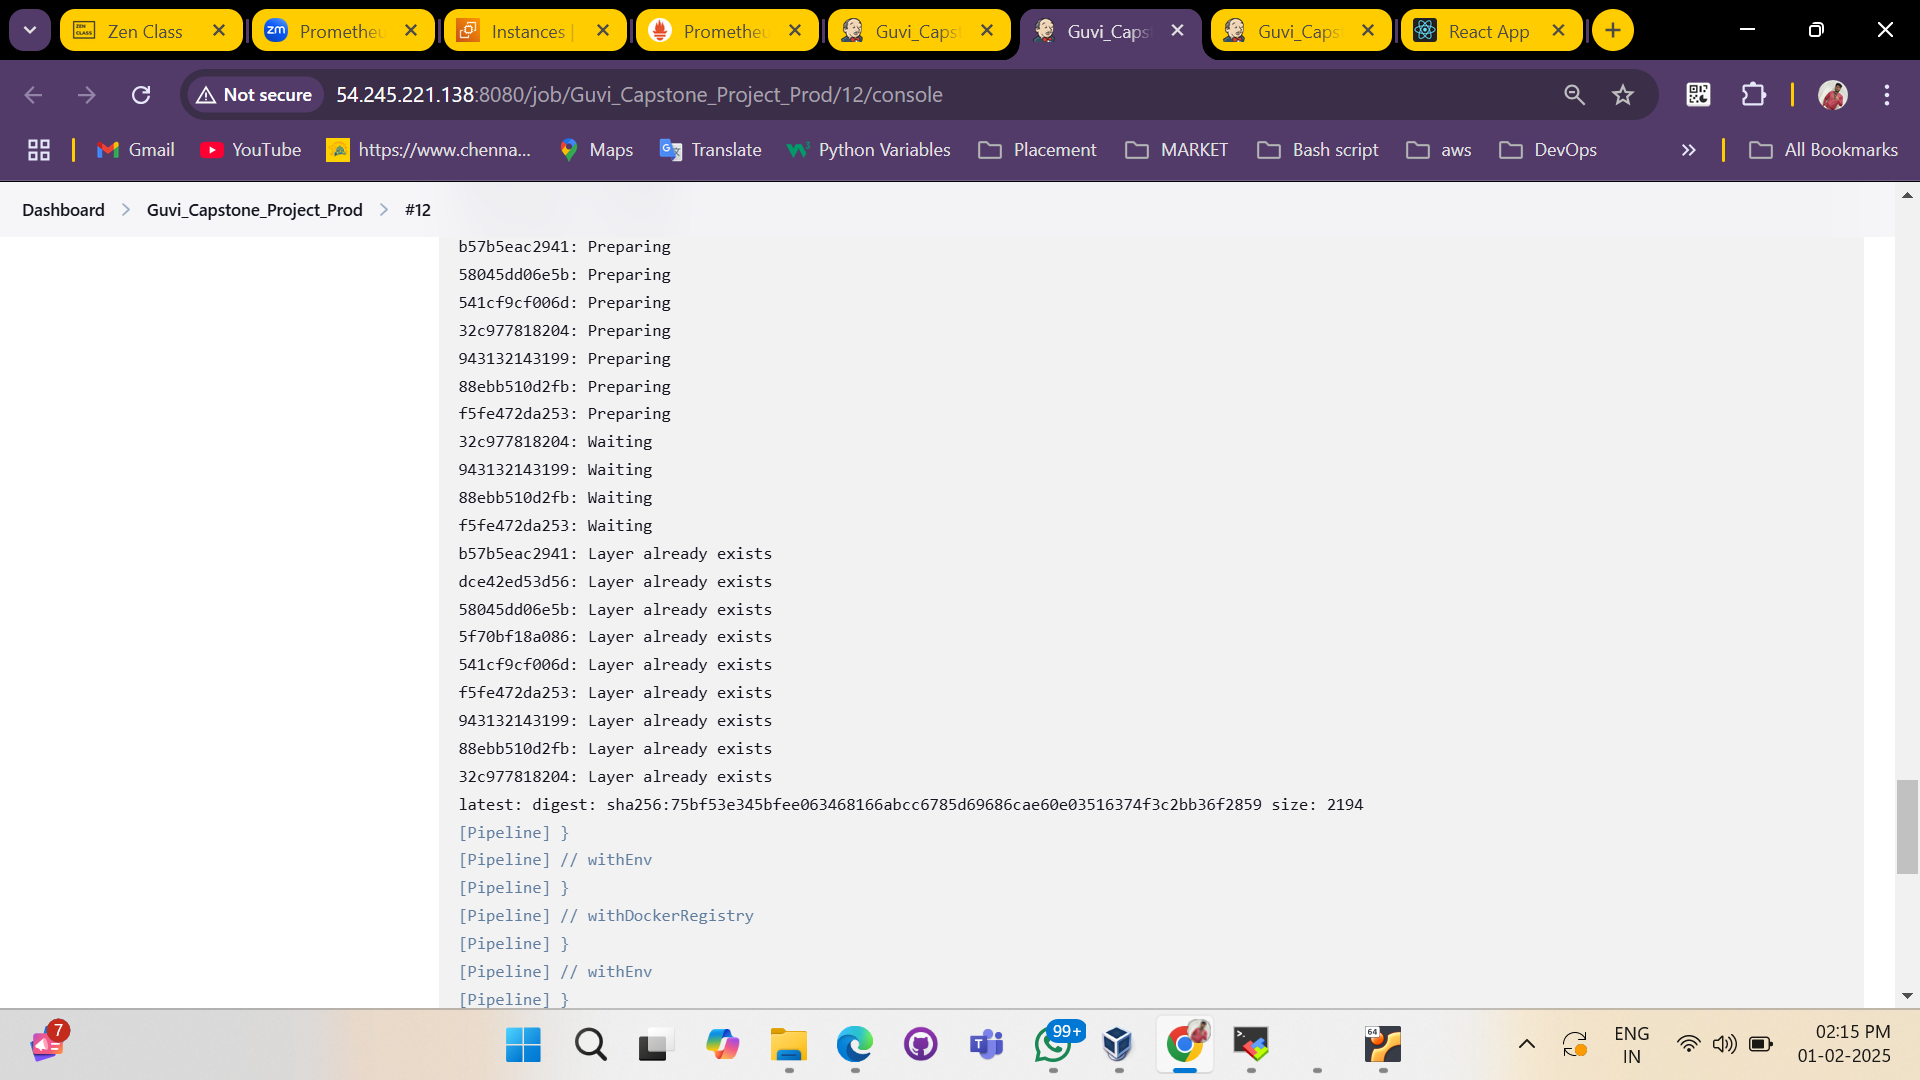 Zen Class
Prometheu
Instances |
Prometheu
Guvi_Capst
Guvi_Caps
Guvi_Caps
React App
Not secure
54.245.221.138:8080/job/Guvi_Capstone_Project_Prod/12/console
Gmail
YouTube
https://www.chenna...
Maps
Translate
Python Variables
Placement
MARKET
Bash script
aws
DevOps
All Bookmarks
Dashboard
Guvi_Capstone_Project_Prod
#12
b57b5eac2941: Preparing
58045dd06e5b: Preparing
541cf9cf006d: Preparing
32c977818204: Preparing
943132143199: Preparing
88ebb510d2fb: Preparing
f5fe472da253: Preparing
32c977818204: Waiting
943132143199: Waiting
88ebb510d2fb: Waiting
f5fe472da253: Waiting
b57b5eac2941: Layer already exists
dce42ed53d56: Layer already exists
58045dd06e5b: Layer already exists
5f70bf18a086: Layer already exists
541cf9cf006d: Layer already exists
f5fe472da253: Layer already exists
943132143199: Layer already exists
88ebb510d2fb: Layer already exists
32c977818204: Layer already exists
latest: digest: sha256:75bf53e345bfee063468166abcc6785d69686cae60e03516374f3c2bb36f2859 size: 2194
[Pipeline] }
[Pipeline] // withEnv
[Pipeline] }
[Pipeline] // withDockerRegistry
[Pipeline] }
[Pipeline] // withEnv
[Pipeline] }
7
99+
64
ENG
IN
02:15 PM
01-02-2025